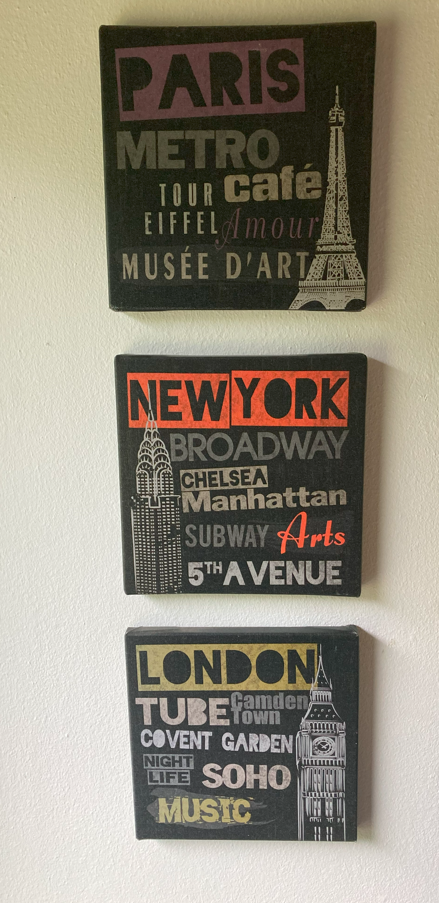 PARIS
METRO
café
TOUR
EIFFEL
Amour
MUSÉE D'ART
NEW YORK
BROADWAY
CHELSEA
Manhattan
SUBWAY Arts
5TH AVENUE
LONDON
TUBE Camden
Town
COVENT GARDEN
NIGHT
LIFE
SOHO
MUSIC